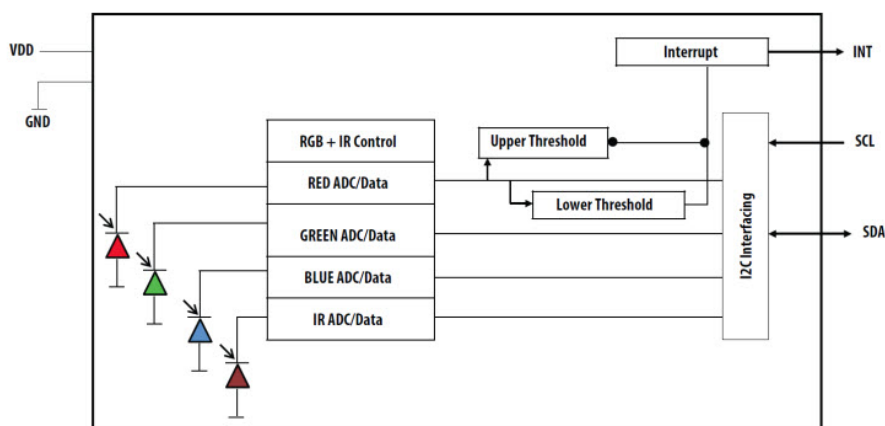 VDD
GND
Interrupt
INT
RGB + IR Control
Upper Threshold
SCL
RED ADC/Data
Lower Threshold
GREEN ADC/Data
SDA
BLUE ADC/Data
I2C Interfacing
IR ADC/Data